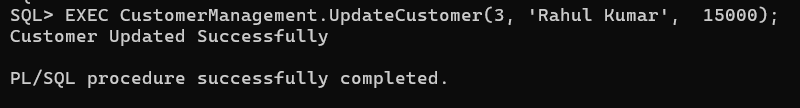 SQL> EXEC CustomerManagement.UpdateCustomer(3, 'Rahul Kumar',  15000);
Customer Updated Successfully

PL/SQL procedure successfully completed.